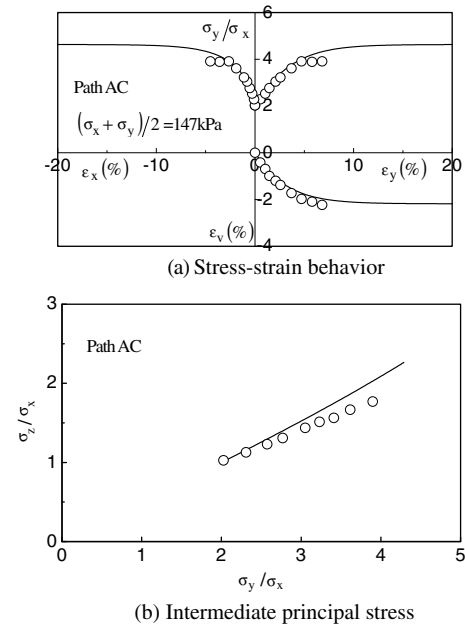 6
σy/σx
4
2
Path AC
(σx + σy)/2 = 147kPa
-20 -10 0 10 20
εx(%) εy(%)
-2
εv(%)
-4
(a) Stress-strain behavior
3
Path AC
2
σz/σx
1
0
0 1 2 3 4 5
σy/σx
(b) Intermediate principal stress